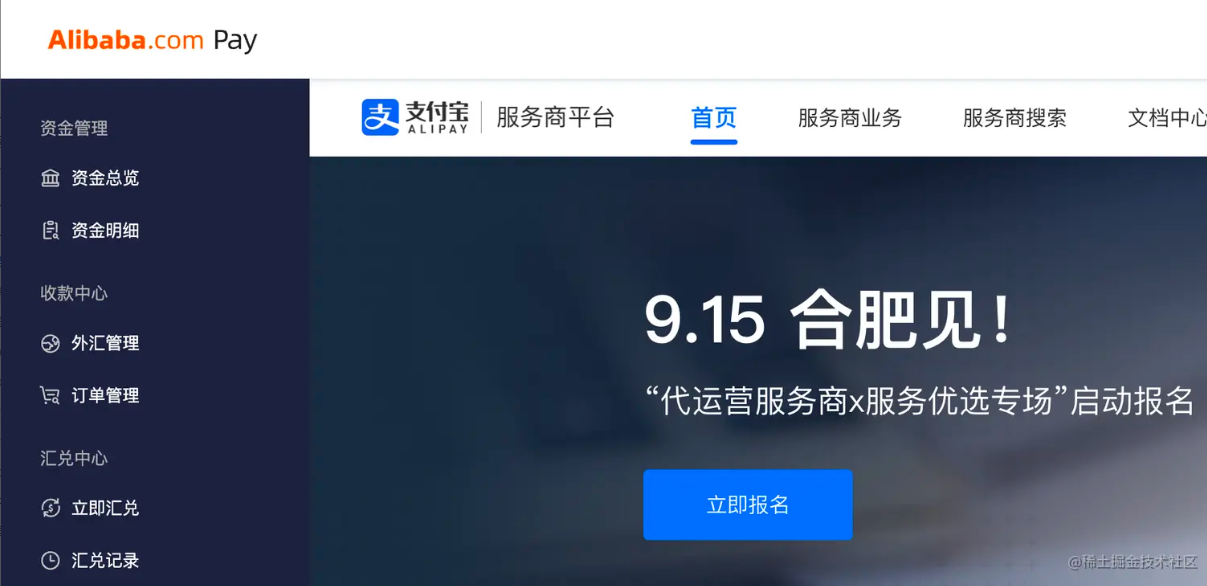 Alibaba.com Pay
资金管理
资金总览
资金明细
收款中心
外汇管理
订单管理
汇兑中心
立即汇兑
汇兑记录
支 支付宝 ALIPAY 服务商平台 首页 服务商业务 服务商搜索 文档中心
9.15 合肥见！
“代运营服务商x服务优选专场”启动报名
立即报名
@稀土掘金技术社区